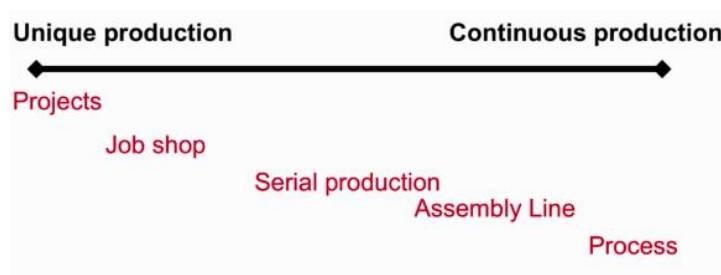 Unique production
Continuous production
Projects
Job shop
Serial production
Assembly Line
Process